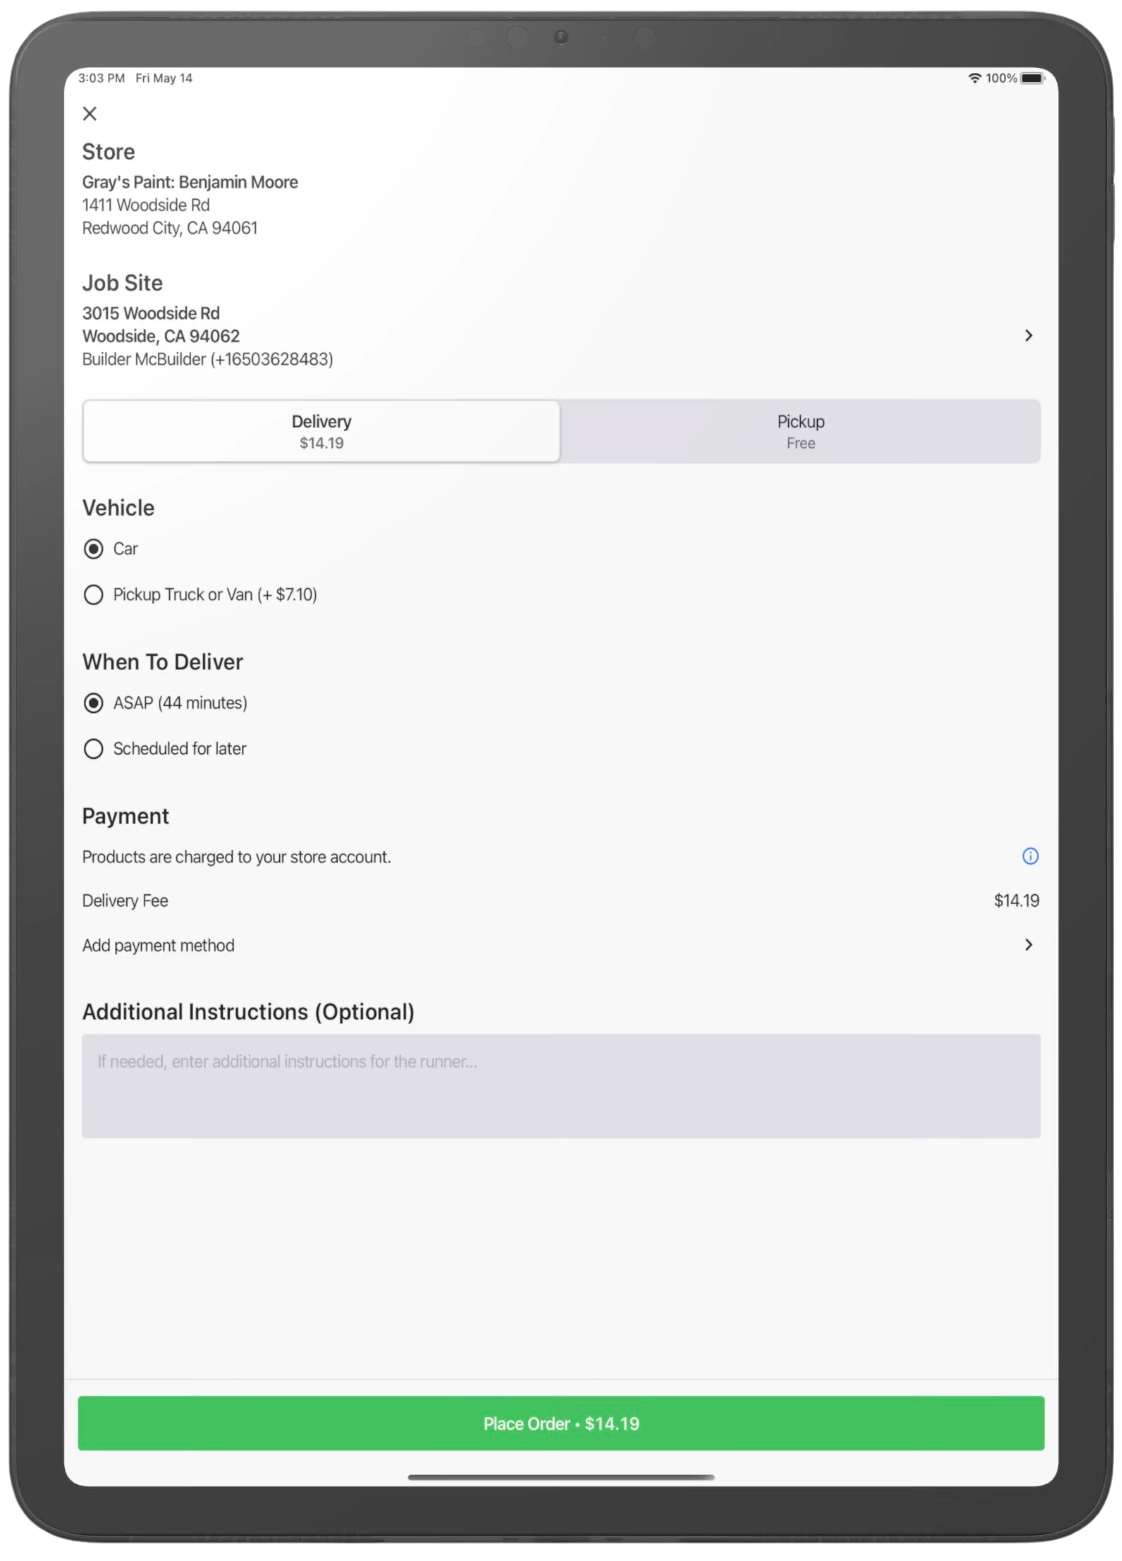 3:03 PM Fri May 14
100%
Store
Gray's Paint: Benjamin Moore
1411 Woodside Rd
Redwood City, CA 94061
Job Site
3015 Woodside Rd
Woodside, CA 94062
Builder McBuilder (+16503628483)
Delivery
$14.19
Pickup
Free
Vehicle
Car
Pickup Truck or Van (+ $7.10)
When To Deliver
ASAP (44 minutes)
Scheduled for later
Payment
Products are charged to your store account.
Delivery Fee $14.19
Add payment method
Additional Instructions (Optional)
If needed, enter additional instructions for the runner...
Place Order • $14.19